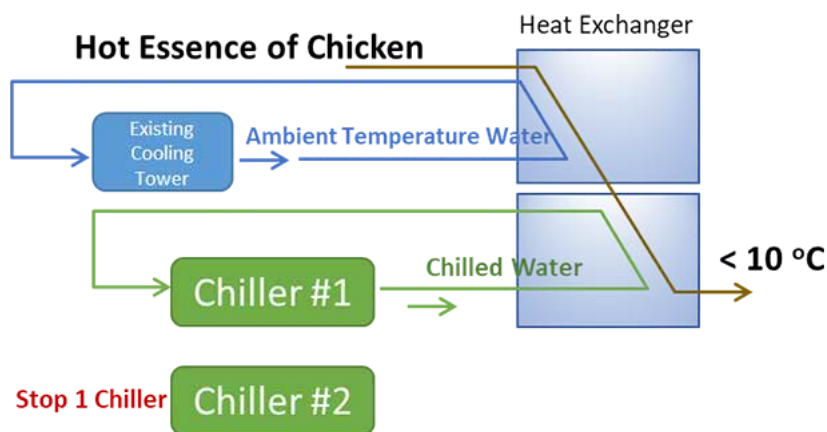 Heat Exchanger
Hot Essence of Chicken
Existing
Cooling
Tower
Ambient Temperature Water
< 10 ºC
Chilled Water
Chiller #1
Stop 1 Chiller
Chiller #2